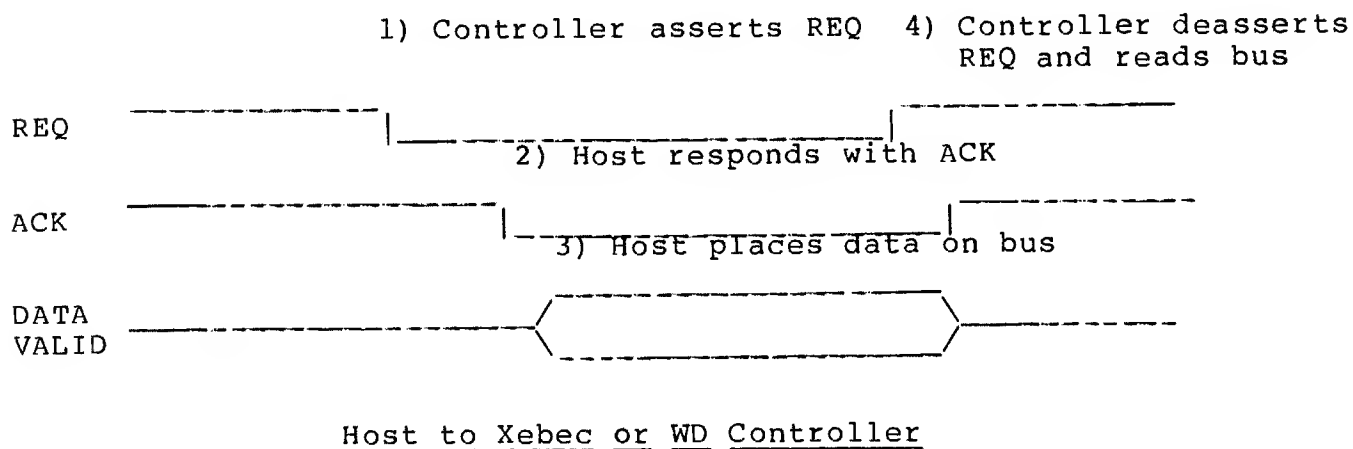 1) Controller asserts REQ
4) Controller deasserts
REQ and reads bus
REQ
2) Host responds with ACK
ACK
3) Host places data on bus
DATA
VALID
Host to Xebec or WD Controller